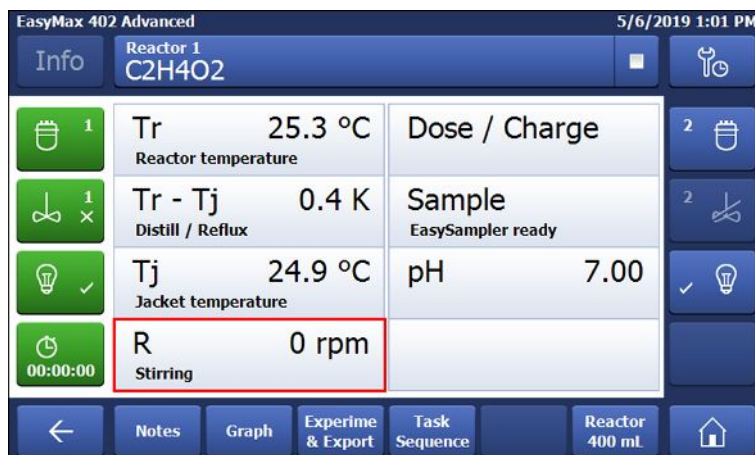 EasyMax 402 Advanced 5/6/2019 1:01 PM
Info
Reactor 1
C2H4O2
1
Tr 25.3 °C
Reactor temperature
Dose / Charge
2
1
Tr - Tj 0.4 K
Distill / Reflux
Sample
EasySampler ready
2
Tj 24.9 °C
Jacket temperature
pH 7.00
00:00:00
R 0 rpm
Stirring
Notes
Graph
Experime
& Export
Task
Sequence
Reactor
400 mL